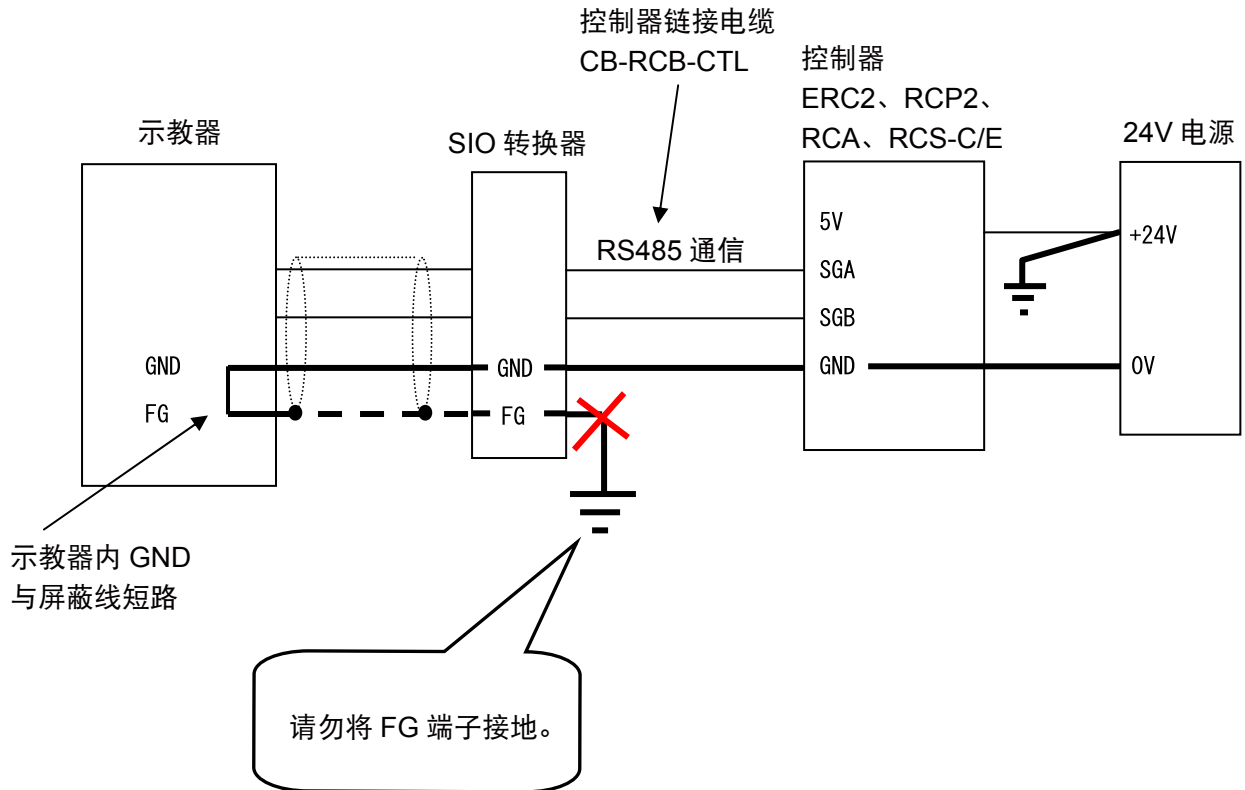 控制器链接电缆
CB-RCB-CTL
控制器
ERC2、RCP2、
RCA、RCS-C/E
示教器
SIO 转换器
24V 电源
5V
+24V
RS485 通信
SGA
SGB
GND
GND
GND
0V
FG
FG
示教器内 GND
与屏蔽线短路
请勿将 FG 端子接地。